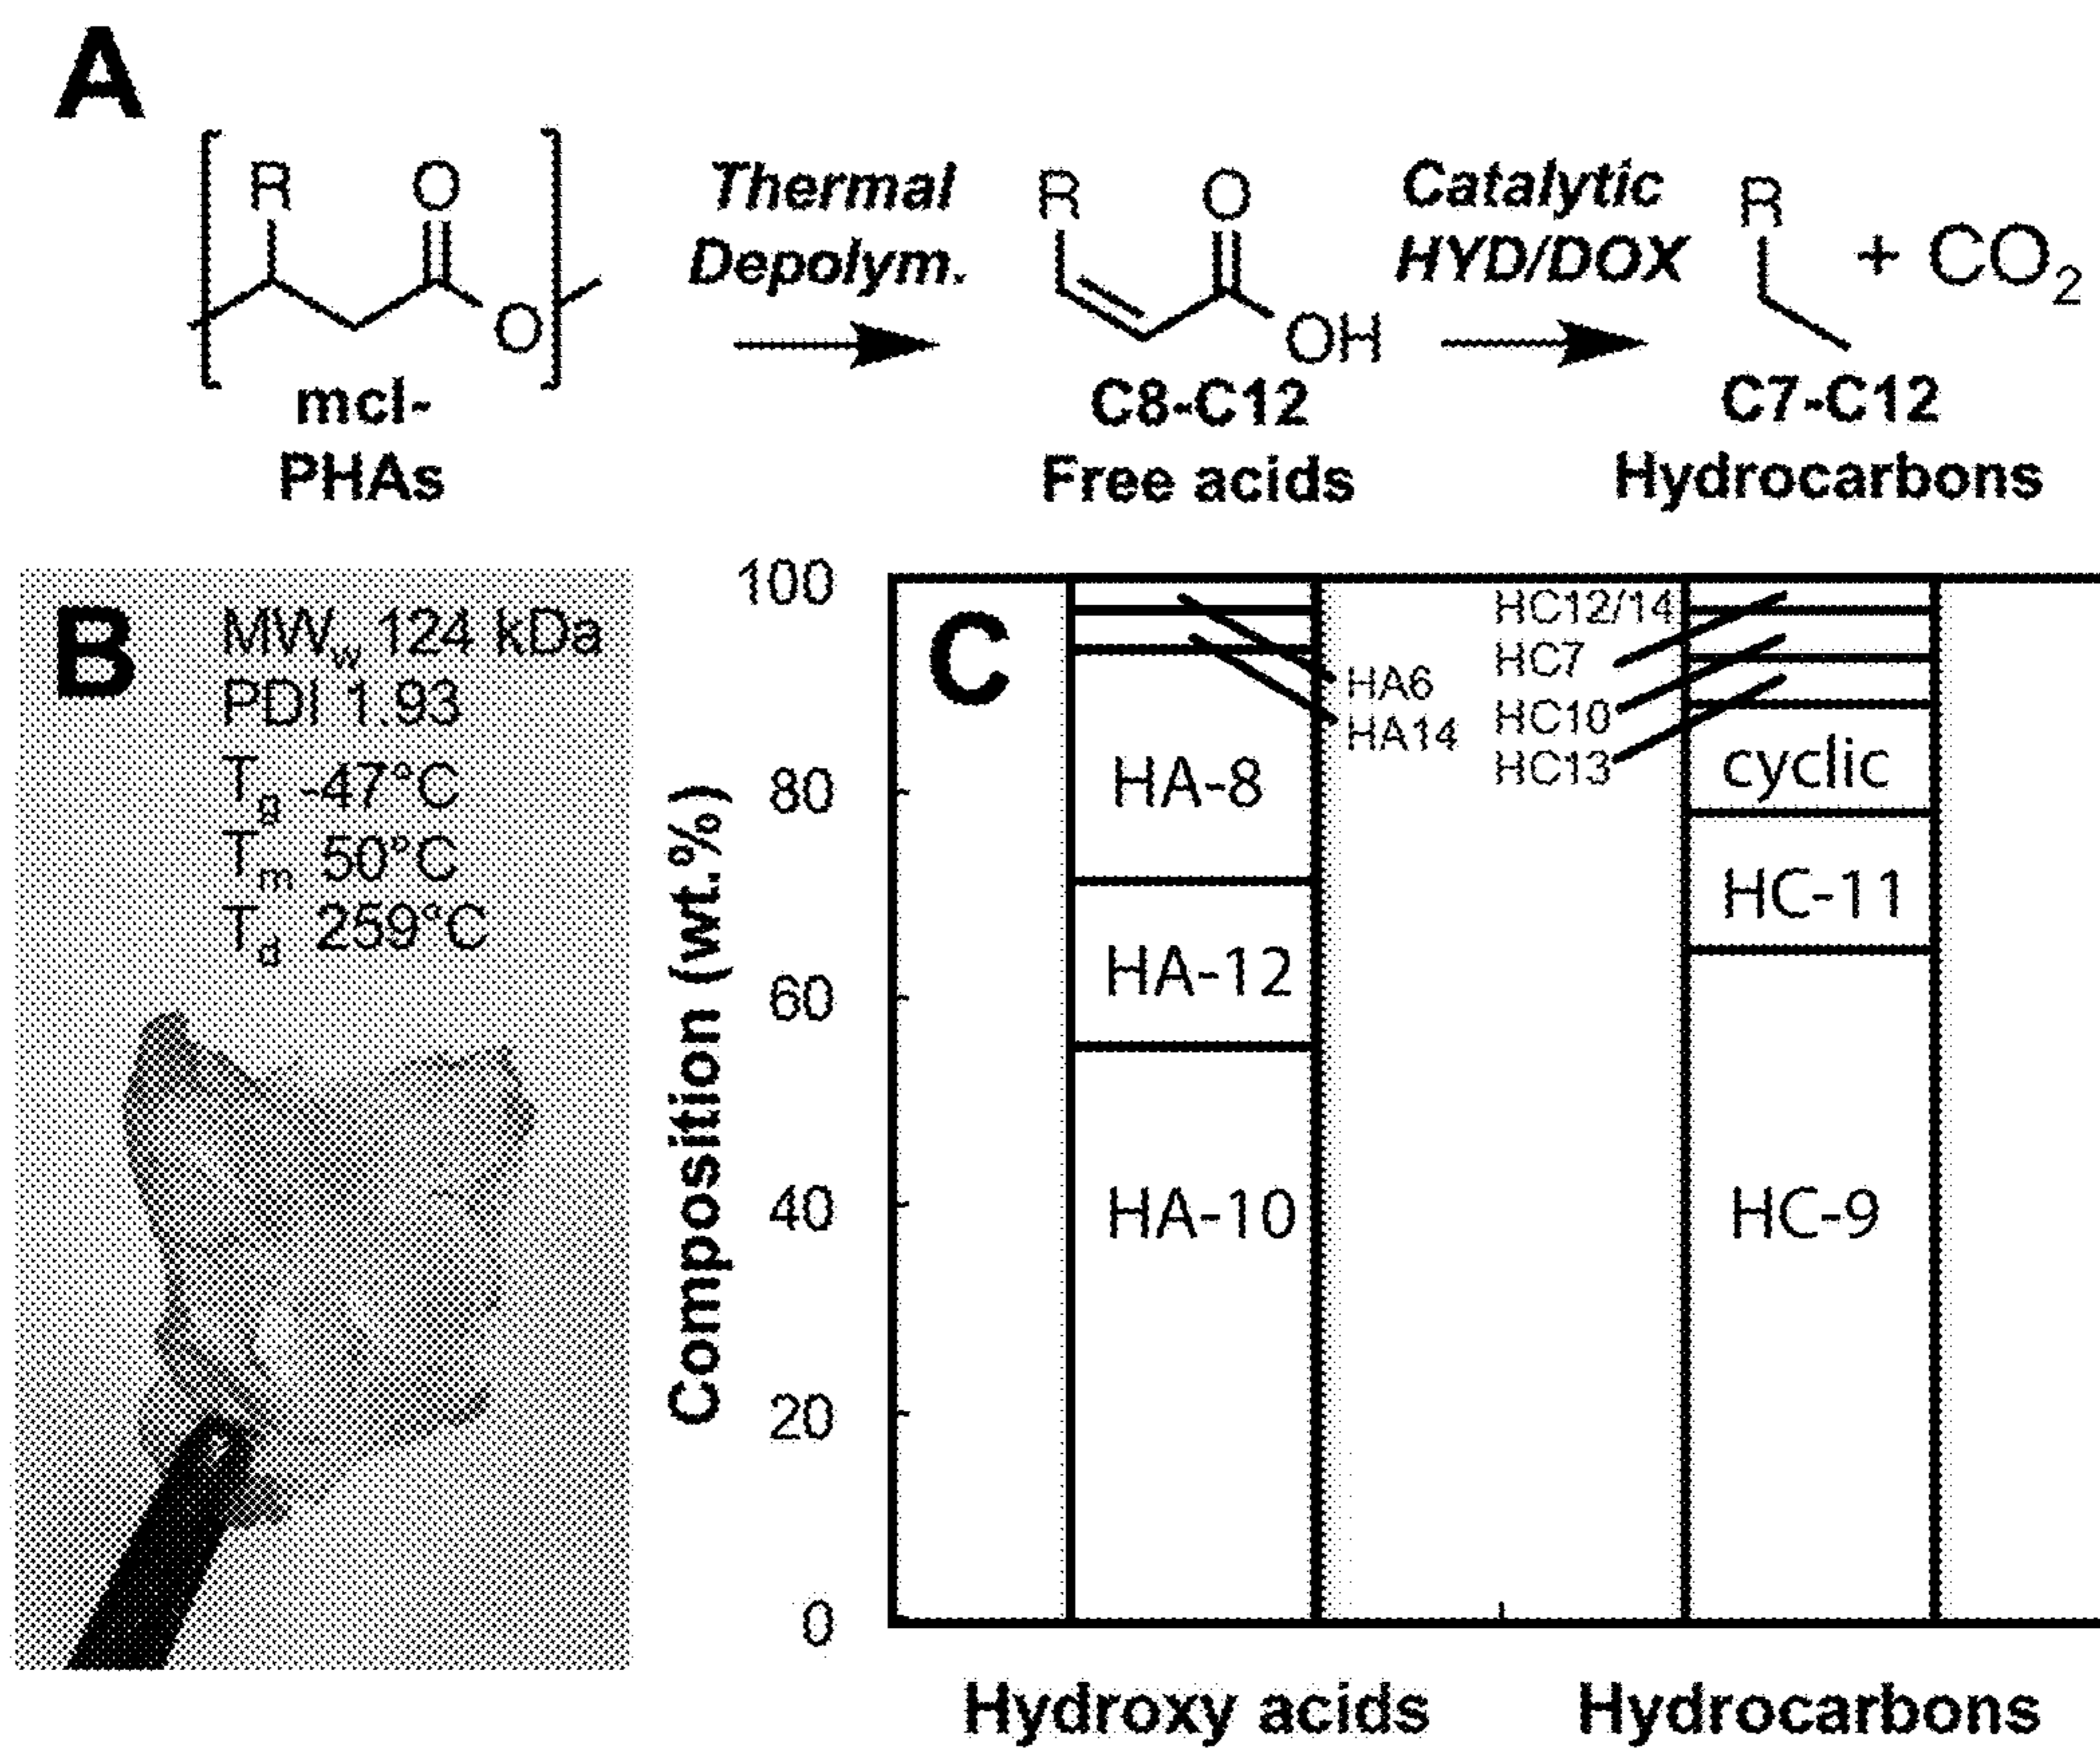 A
R
O
O
mcl-
PHAs
Thermal
Depolym.
R
O
OH
C8-C12
Free acids
Catalytic
HYD/DOX
R
+ CO2
C7-C12
Hydrocarbons
B
MWw 124 kDa
PDI 1.93
Tg -47°C
Tm 50°C
Td 259°C
C
Composition (wt.%)
100
80
60
40
20
0
HA6
HA14
HA-8
HA-12
HA-10
HC12/14
HC7
HC10
HC13
cyclic
HC-11
HC-9
Hydroxy acids
Hydrocarbons